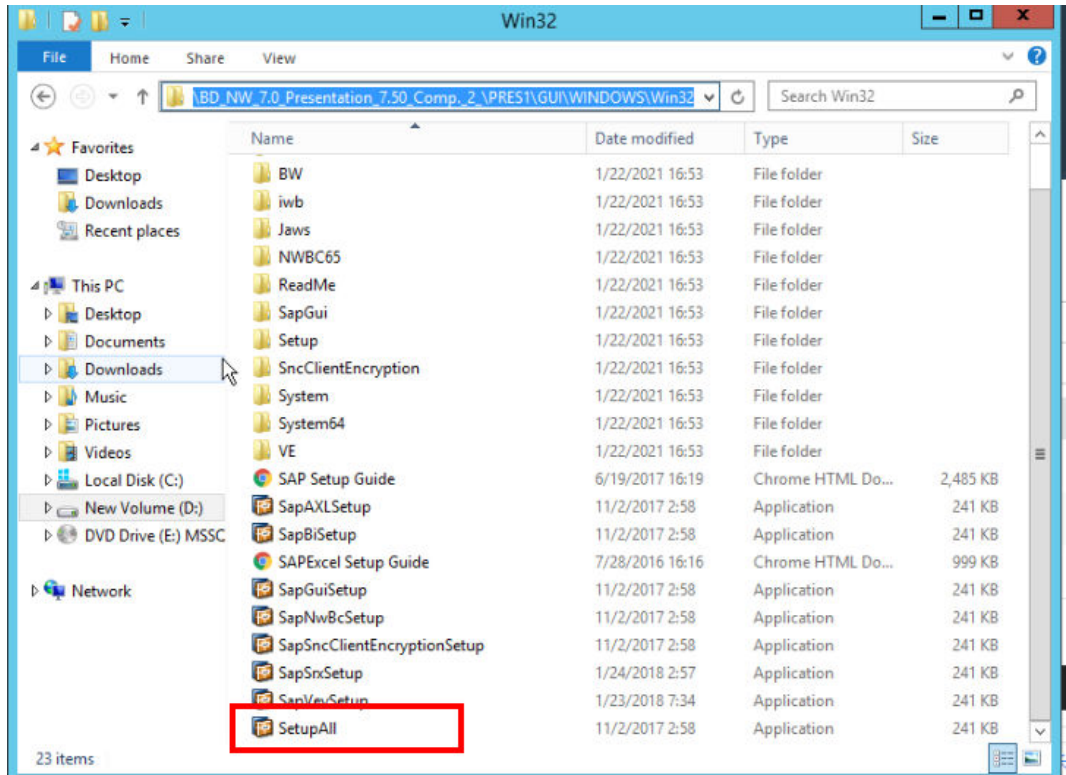 Win32
File Home Share View
\BD_NW_7.0_Presentation_7.50_Comp._2_\PRES1\GUI\WINDOWS\Win32 Search Win32
Name Date modified Type Size
Favorites
Desktop
Downloads
Recent places
This PC
Desktop
Documents
Downloads
Music
Pictures
Videos
Local Disk (C:)
New Volume (D:)
DVD Drive (E:) MSSC
Network
BW 1/22/2021 16:53 File folder
iwb 1/22/2021 16:53 File folder
Jaws 1/22/2021 16:53 File folder
NWBC65 1/22/2021 16:53 File folder
ReadMe 1/22/2021 16:53 File folder
SapGui 1/22/2021 16:53 File folder
Setup 1/22/2021 16:53 File folder
SncClientEncryption 1/22/2021 16:53 File folder
System 1/22/2021 16:53 File folder
System64 1/22/2021 16:53 File folder
VE 1/22/2021 16:53 File folder
SAP Setup Guide 6/19/2017 16:19 Chrome HTML Do... 2,485 KB
SapAXLSetup 11/2/2017 2:58 Application 241 KB
SapBiSetup 11/2/2017 2:58 Application 241 KB
SAPExcel Setup Guide 7/28/2016 16:16 Chrome HTML Do... 999 KB
SapGuiSetup 11/2/2017 2:58 Application 241 KB
SapNwBcSetup 11/2/2017 2:58 Application 241 KB
SapSncClientEncryptionSetup 11/2/2017 2:58 Application 241 KB
SapSrxSetup 1/24/2018 2:57 Application 241 KB
SapVevSetup 1/23/2018 7:34 Application 241 KB
SetupAll 11/2/2017 2:58 Application 241 KB
23 items